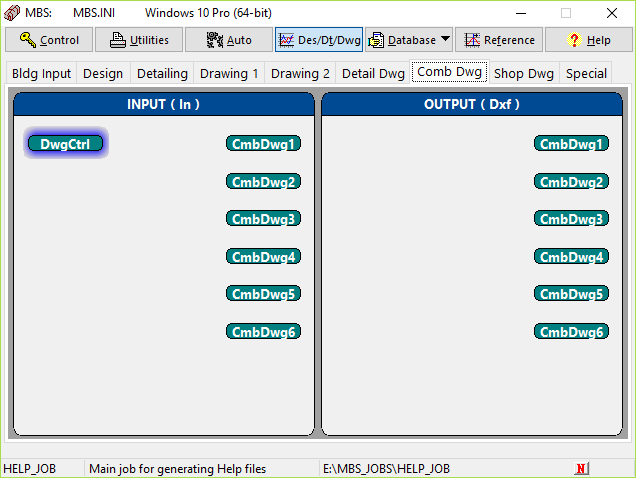 MBS: MBS.INI Windows 10 Pro (64-bit)
Control Utilities Auto Des/Dt/Dwg Database Reference Help
Bldg Input Design Detailing Drawing 1 Drawing 2 Detail Dwg Comb Dwg Shop Dwg Special
INPUT ( In ) OUTPUT ( Dxf )
DwgCtrl CmbDwg1 CmbDwg1
CmbDwg2 CmbDwg2
CmbDwg3 CmbDwg3
CmbDwg4 CmbDwg4
CmbDwg5 CmbDwg5
CmbDwg6 CmbDwg6
HELP_JOB Main job for generating Help files E:\MBS_JOBS\HELP_JOB N